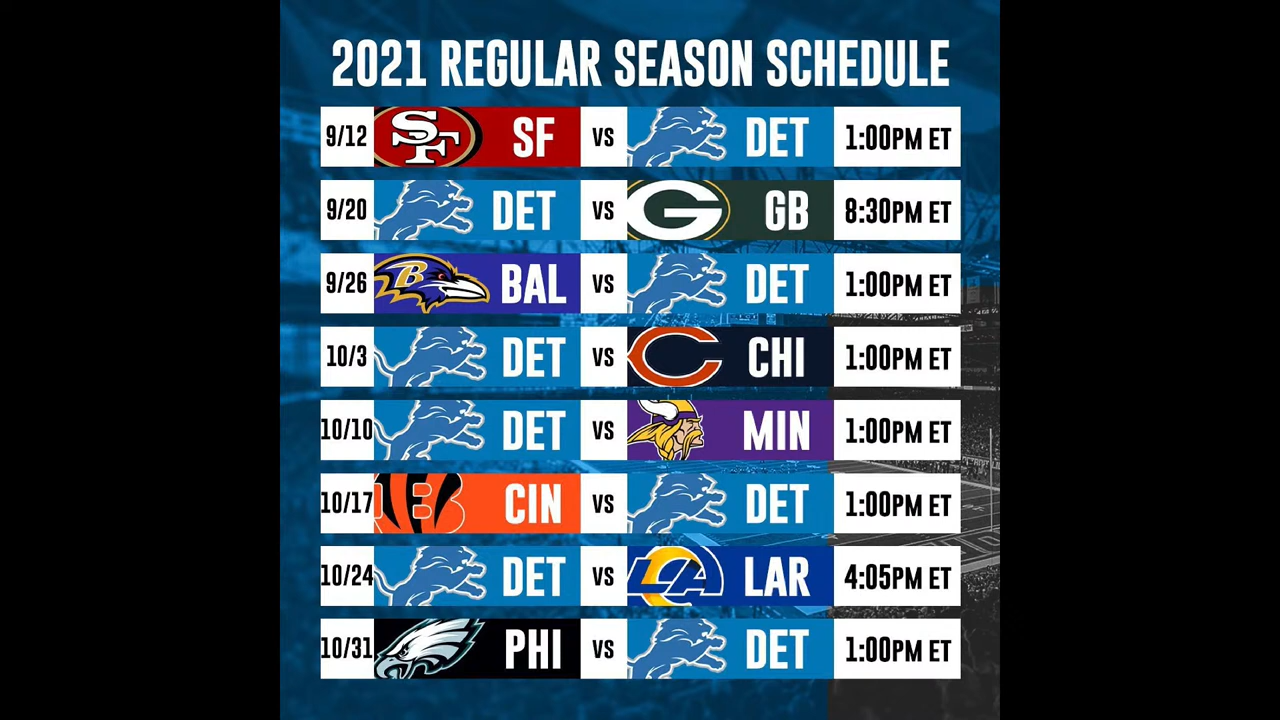 2021 REGULAR SEASON SCHEDULE
9/12 SF VS DET 1:00PM ET
9/20 DET VS G GB 8:30PM ET
9/26 B BAL VS DET 1:00PM ET
10/3 DET VS C CHI 1:00PM ET
10/10 DET VS MIN 1:00PM ET
10/17 B CIN VS DET 1:00PM ET
10/24 DET VS LA LAR 4:05PM ET
10/31 PHI VS DET 1:00PM ET